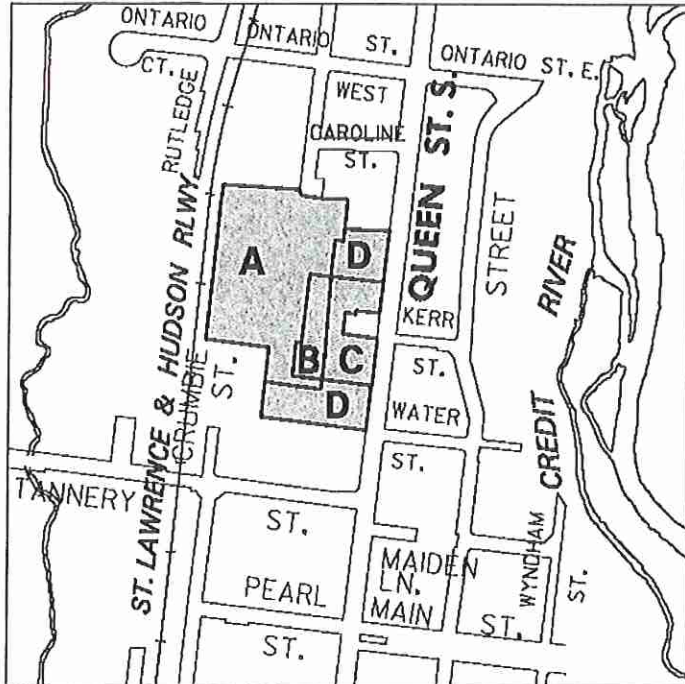 ONTARIO
ONTARIO
ST.
ONTARIO ST. E.
CT.
RUTLEDGE
WEST
CAROLINE
ST.
QUEEN ST. S.
STREET
ST. LAWRENCE & HUDSON RLWY
A
D
RIVER
KERR
B
C
ST.
CRUMBIE
ST.
D
WATER
CREDIT
ST.
TANNERY
ST.
MAIDEN
LN.
WYNDHAM
ST.
PEARL
MAIN
ST.
ST.